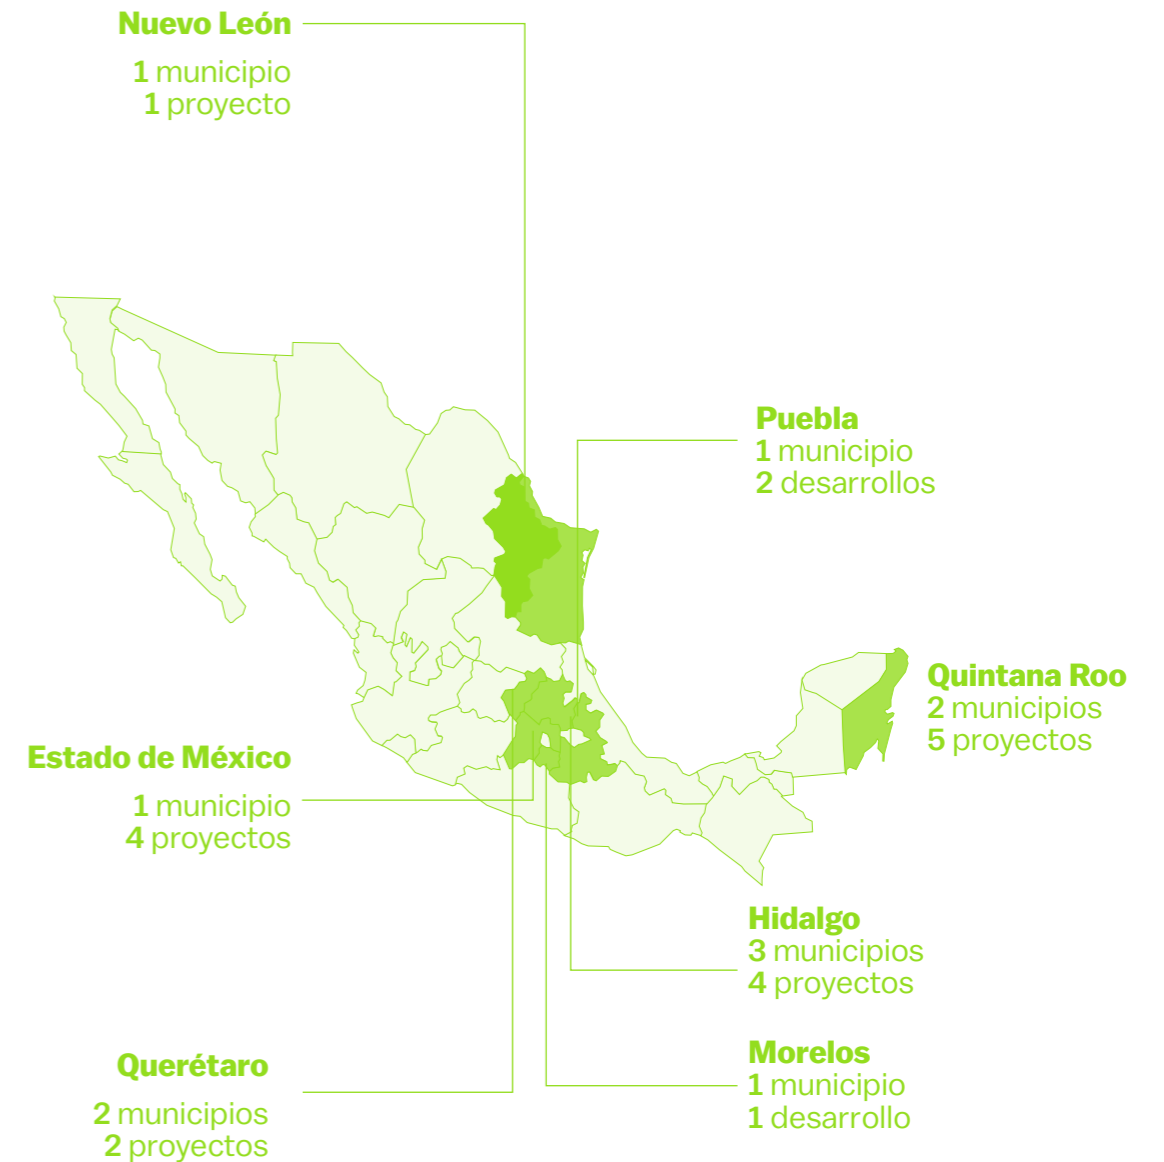 Nuevo León
1 municipio
1 proyecto
Puebla
1 municipio
2 desarrollos
Quintana Roo
2 municipios
5 proyectos
Estado de México
1 municipio
4 proyectos
Hidalgo
3 municipios
4 proyectos
Morelos
1 municipio
1 desarrollo
Querétaro
2 municipios
2 proyectos